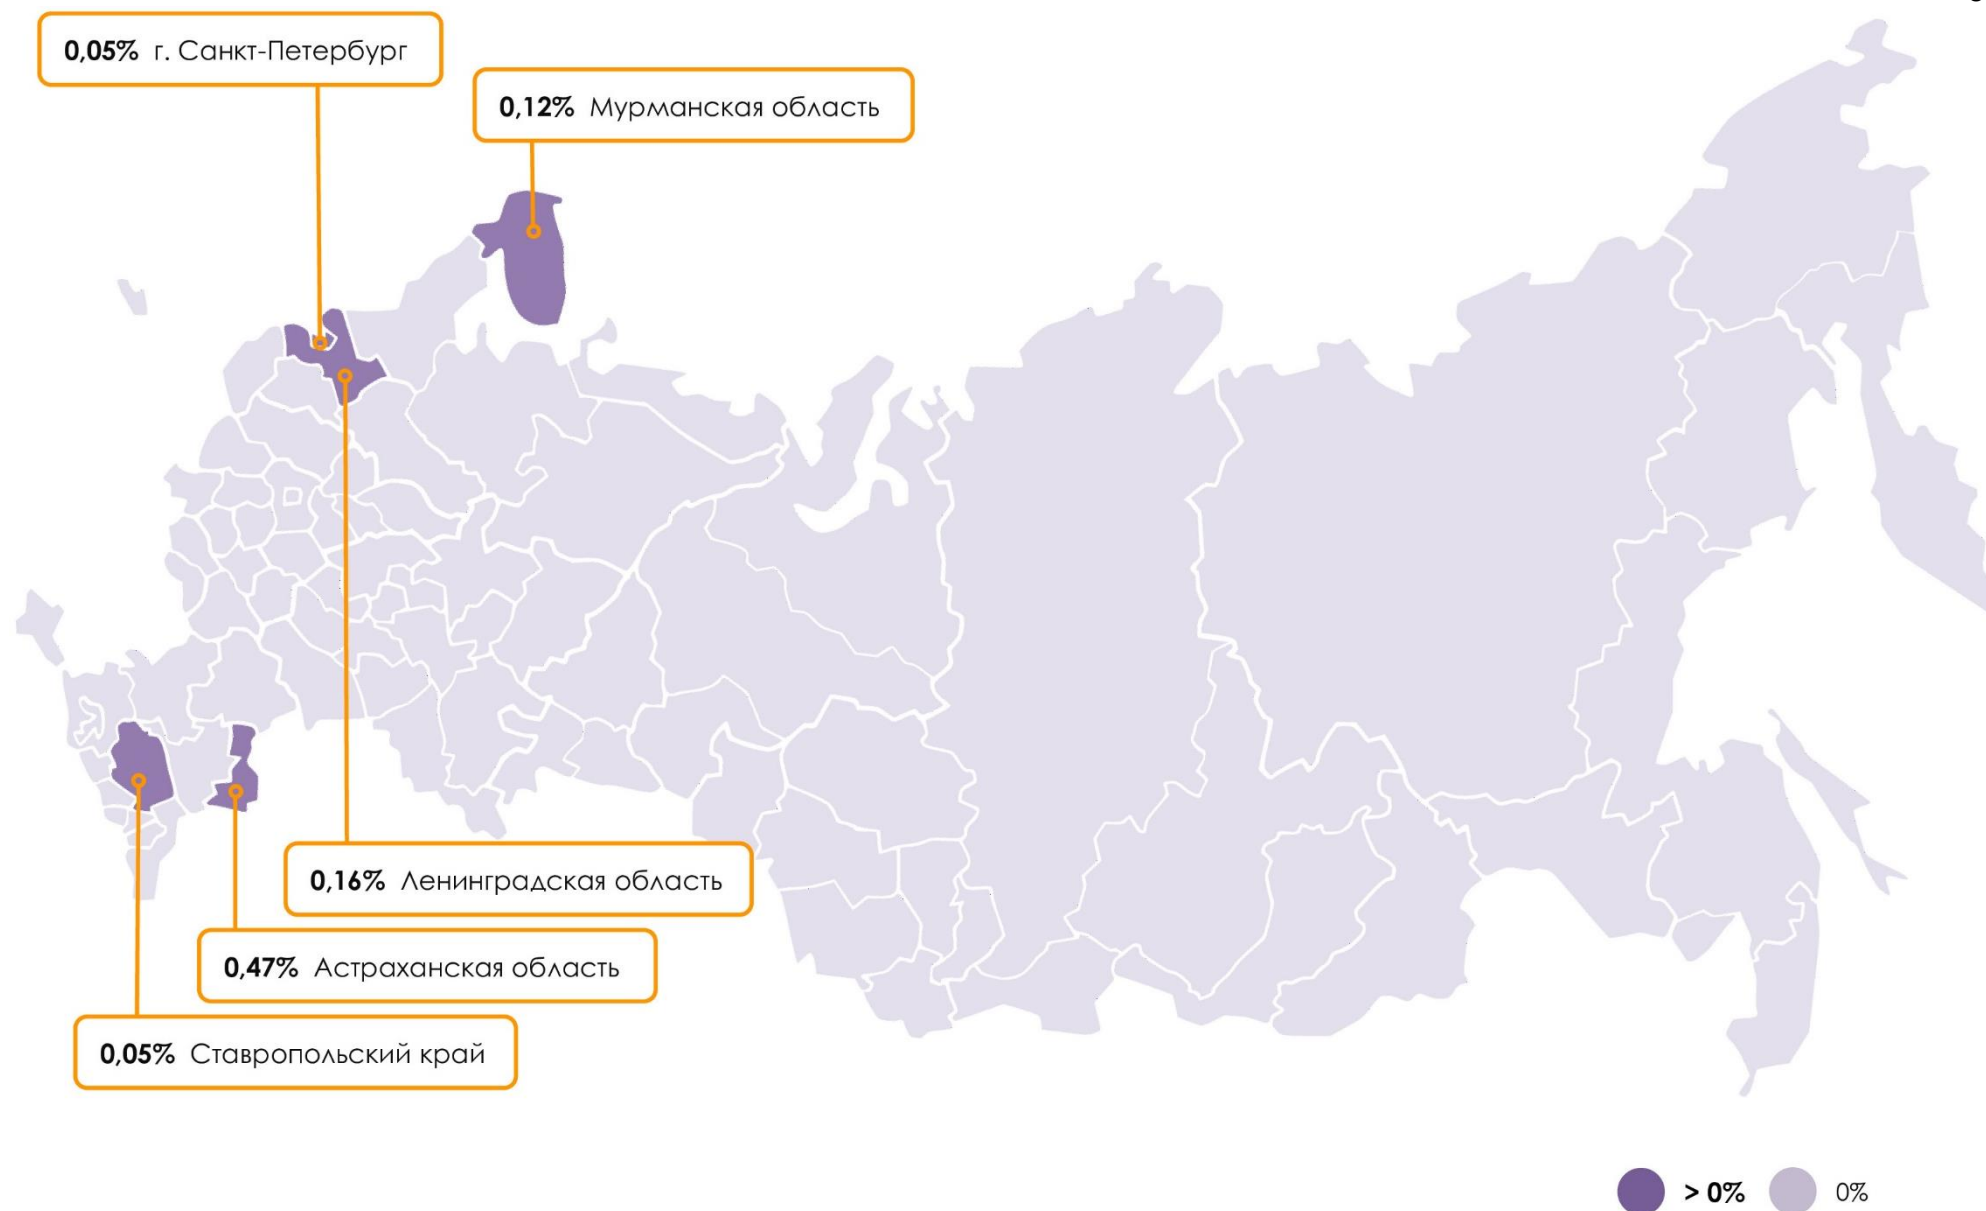 0,05% г. Санкт-Петербург
0,12% Мурманская область
0,16% Ленинградская область
0,47% Астраханская область
0,05% Ставропольский край
> 0% 0%